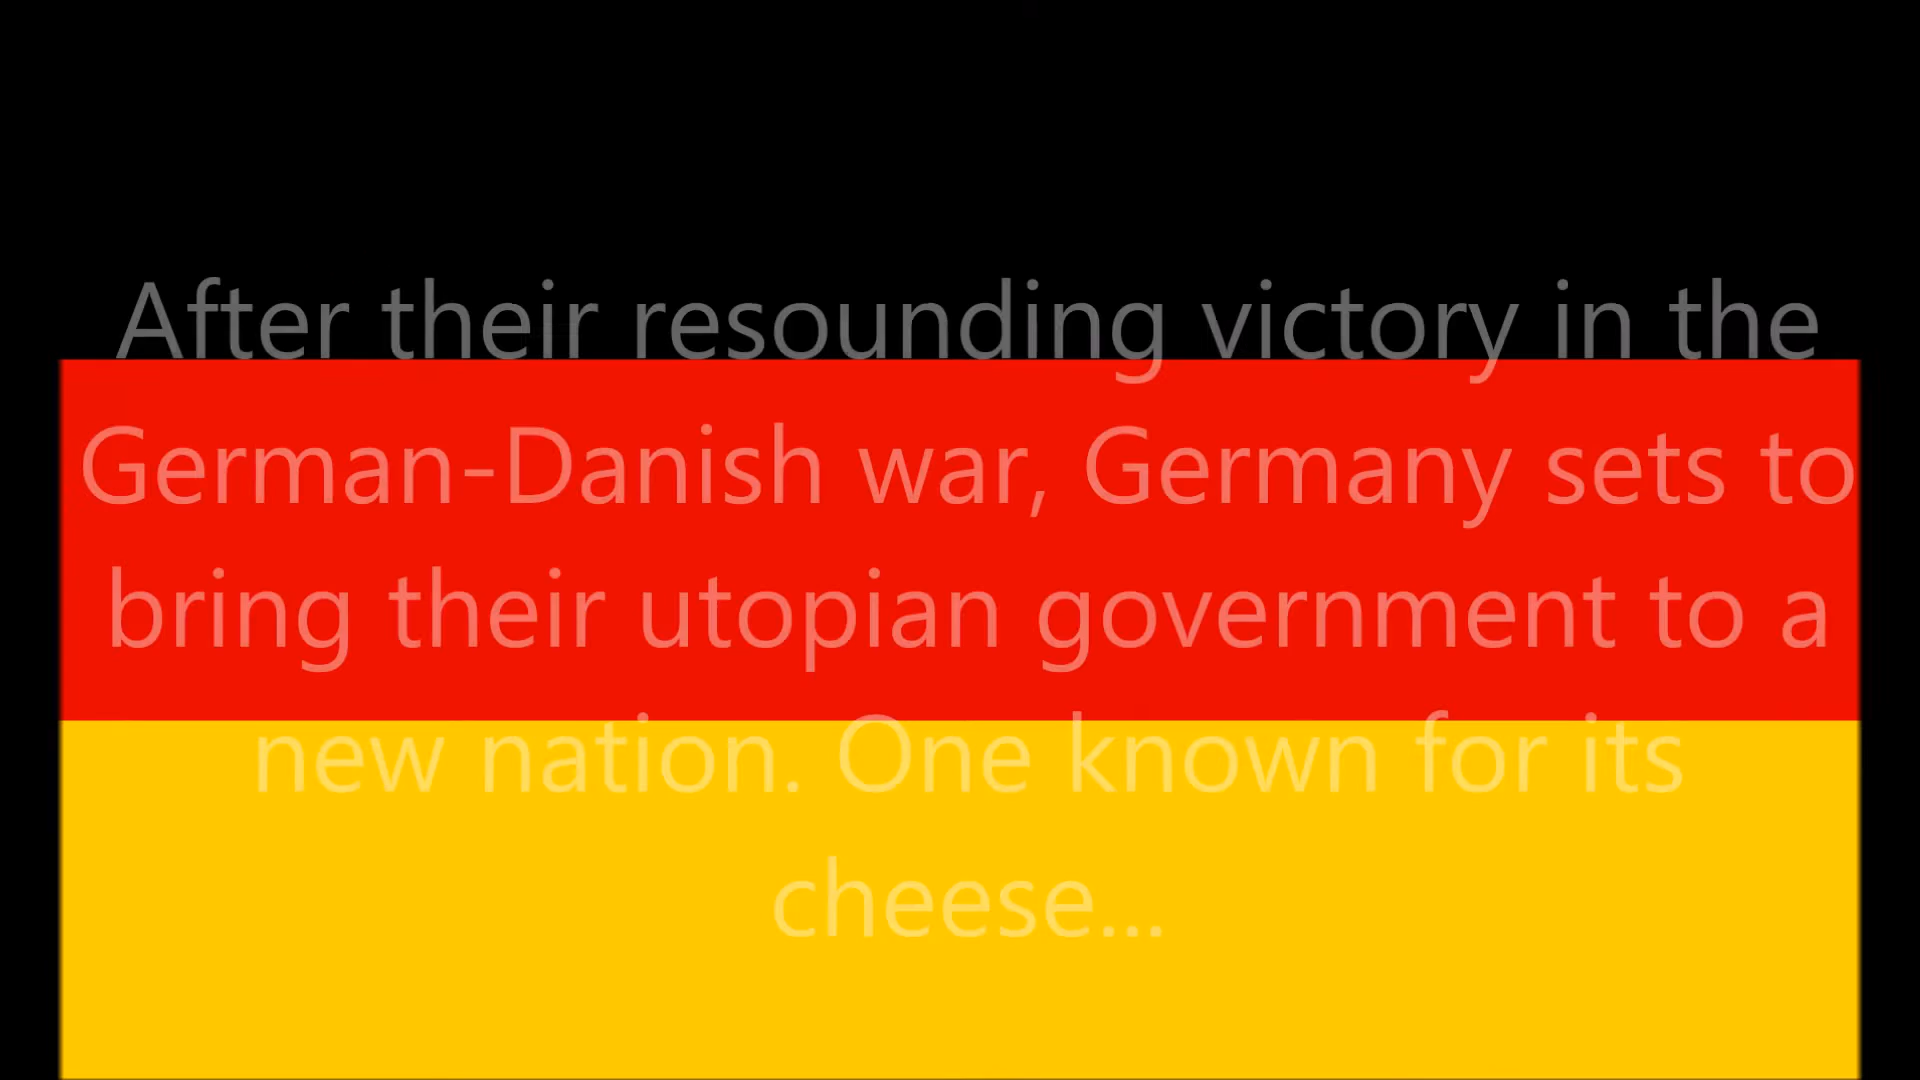 After their resounding victory in the
German-Danish war, Germany sets to
bring their utopian government to a
new nation. One known for its
cheese...